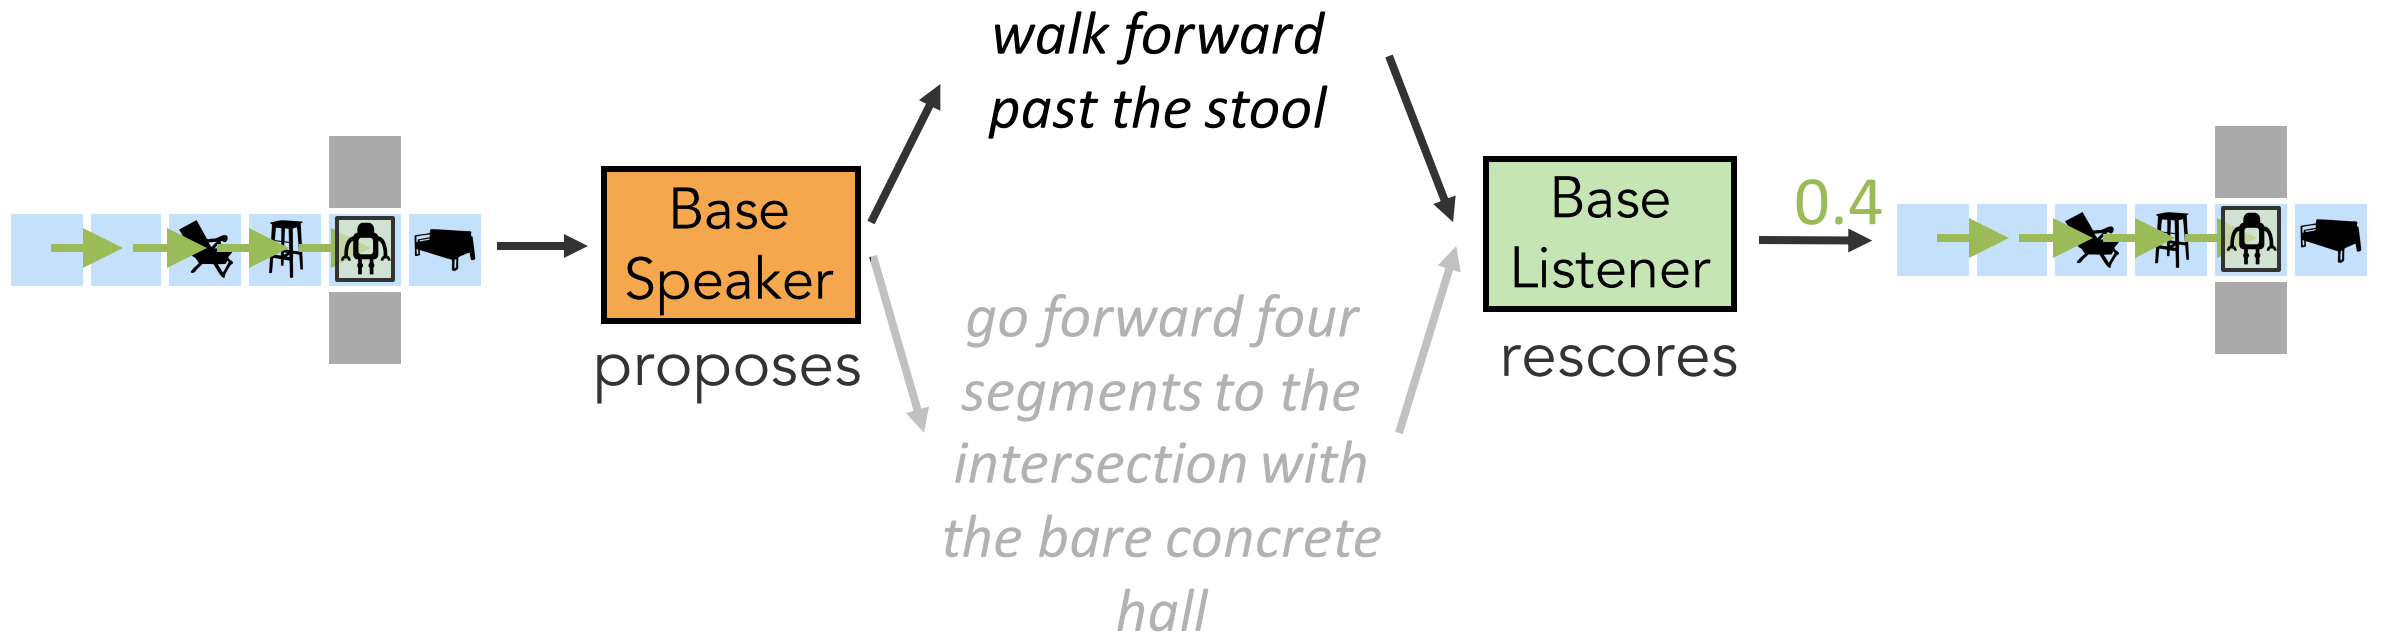 walk forward
past the stool
Base
Speaker
proposes
go forward four
segments to the
intersection with
the bare concrete
hall
Base
Listener
rescores
0.4